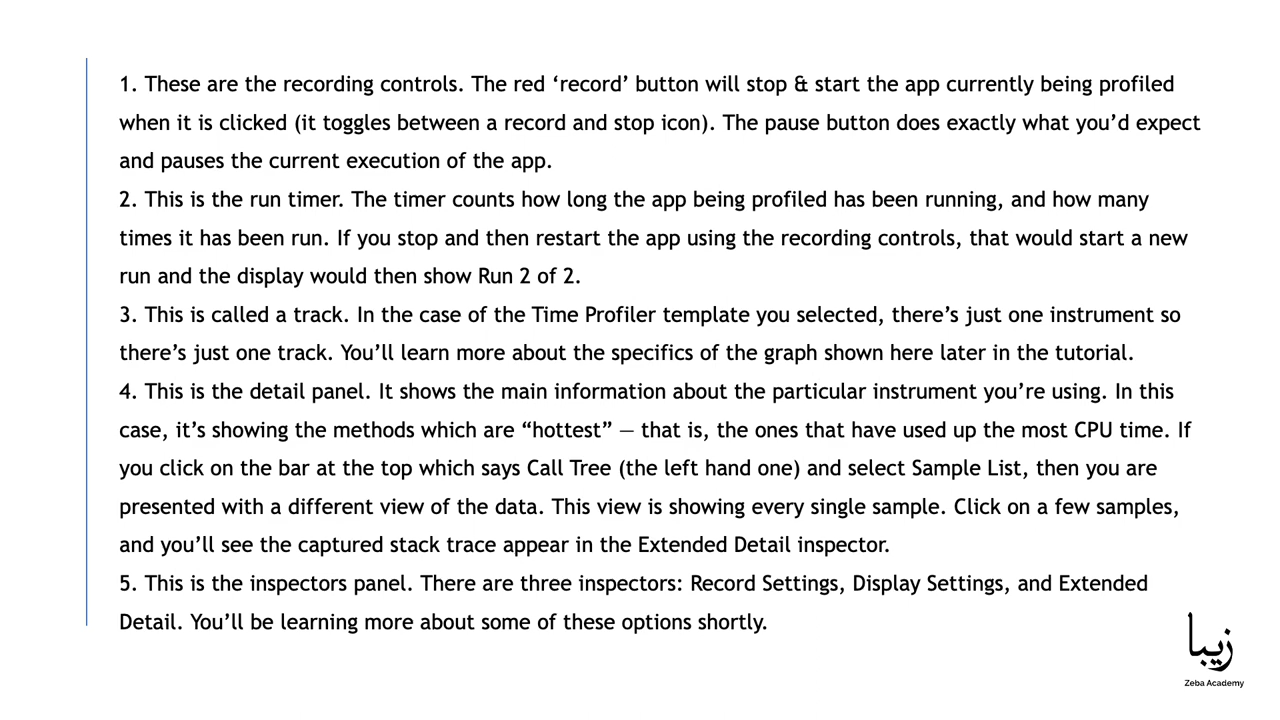 1. These are the recording controls. The red ‘record’ button will stop & start the app currently being profiled
when it is clicked (it toggles between a record and stop icon). The pause button does exactly what you’d expect
and pauses the current execution of the app.
2. This is the run timer. The timer counts how long the app being profiled has been running, and how many
times it has been run. If you stop and then restart the app using the recording controls, that would start a new
run and the display would then show Run 2 of 2.
3. This is called a track. In the case of the Time Profiler template you selected, there’s just one instrument so
there’s just one track. You’ll learn more about the specifics of the graph shown here later in the tutorial.
4. This is the detail panel. It shows the main information about the particular instrument you’re using. In this
case, it’s showing the methods which are “hottest” — that is, the ones that have used up the most CPU time. If
you click on the bar at the top which says Call Tree (the left hand one) and select Sample List, then you are
presented with a different view of the data. This view is showing every single sample. Click on a few samples,
and you’ll see the captured stack trace appear in the Extended Detail inspector.
5. This is the inspectors panel. There are three inspectors: Record Settings, Display Settings, and Extended
Detail. You’ll be learning more about some of these options shortly.
زیبا
Zeba Academy